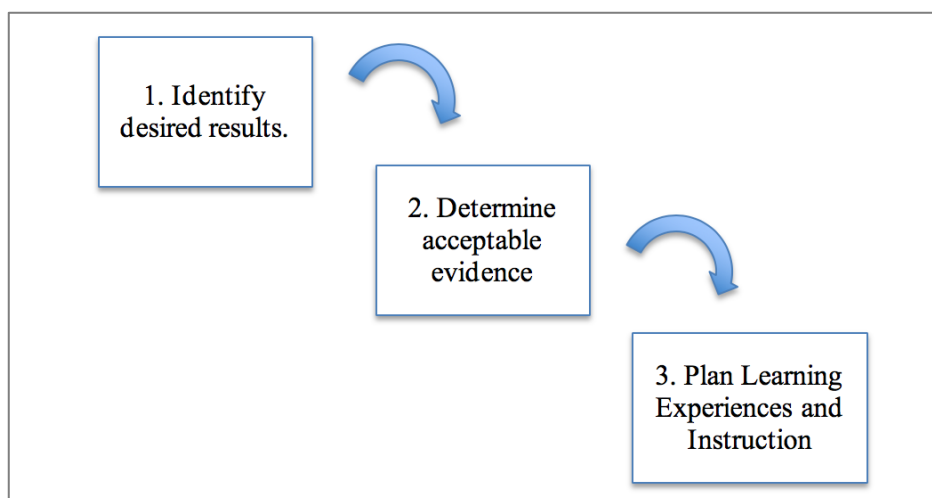 1. Identify
desired results.
2. Determine
acceptable
evidence
3. Plan Learning
Experiences and
Instruction